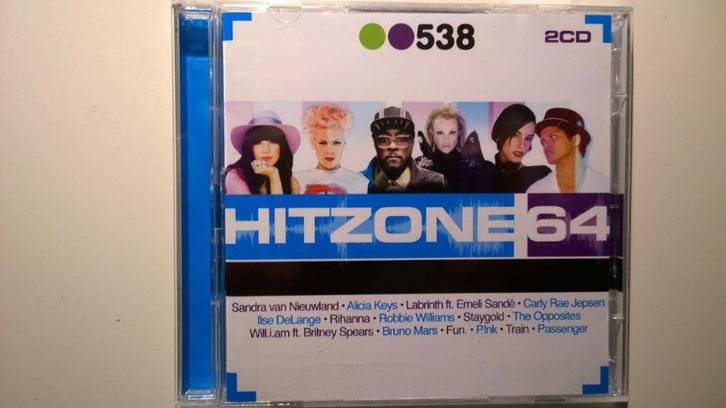 538
2CD
HITZONE 64
Sandra van Nieuwland • Alicia Keys • Labrinth ft. Emeli Sandé • Carly Rae Jepsen
Ilse DeLange • Rihanna • Robbie Williams • Staygold • The Opposites
Will.i.am ft. Britney Spears • Bruno Mars • Fun. • P!nk • Train • Passenger